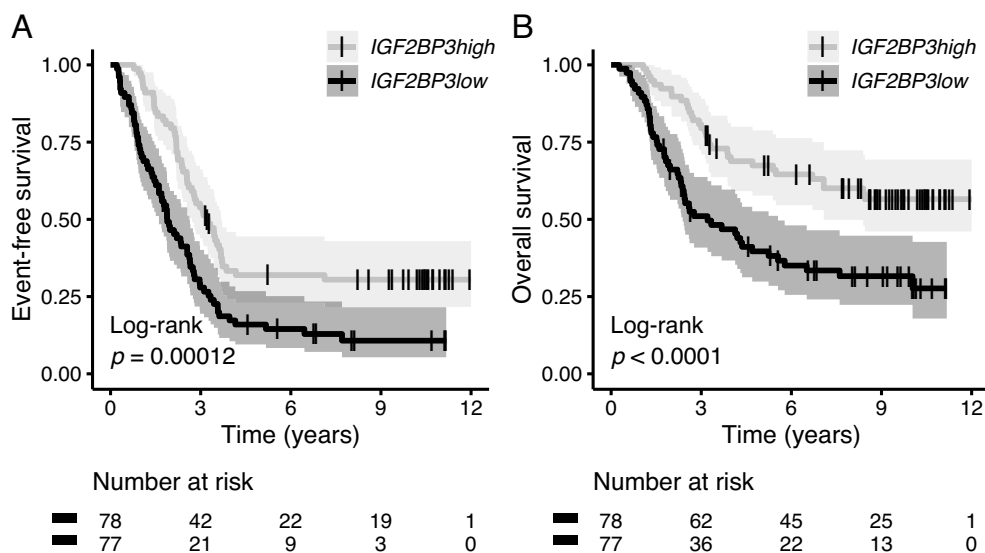 A
IGF2BP3high
IGF2BP3low
Event-free survival
1.00
0.75
0.50
0.25
0.00
Log-rank
p = 0.00012
0 3 6 9 12
Time (years)
Number at risk
78 42 22 19 1
77 21 9 3 0
B
IGF2BP3high
IGF2BP3low
Overall survival
1.00
0.75
0.50
0.25
0.00
Log-rank
p < 0.0001
0 3 6 9 12
Time (years)
Number at risk
78 62 45 25 1
77 36 22 13 0